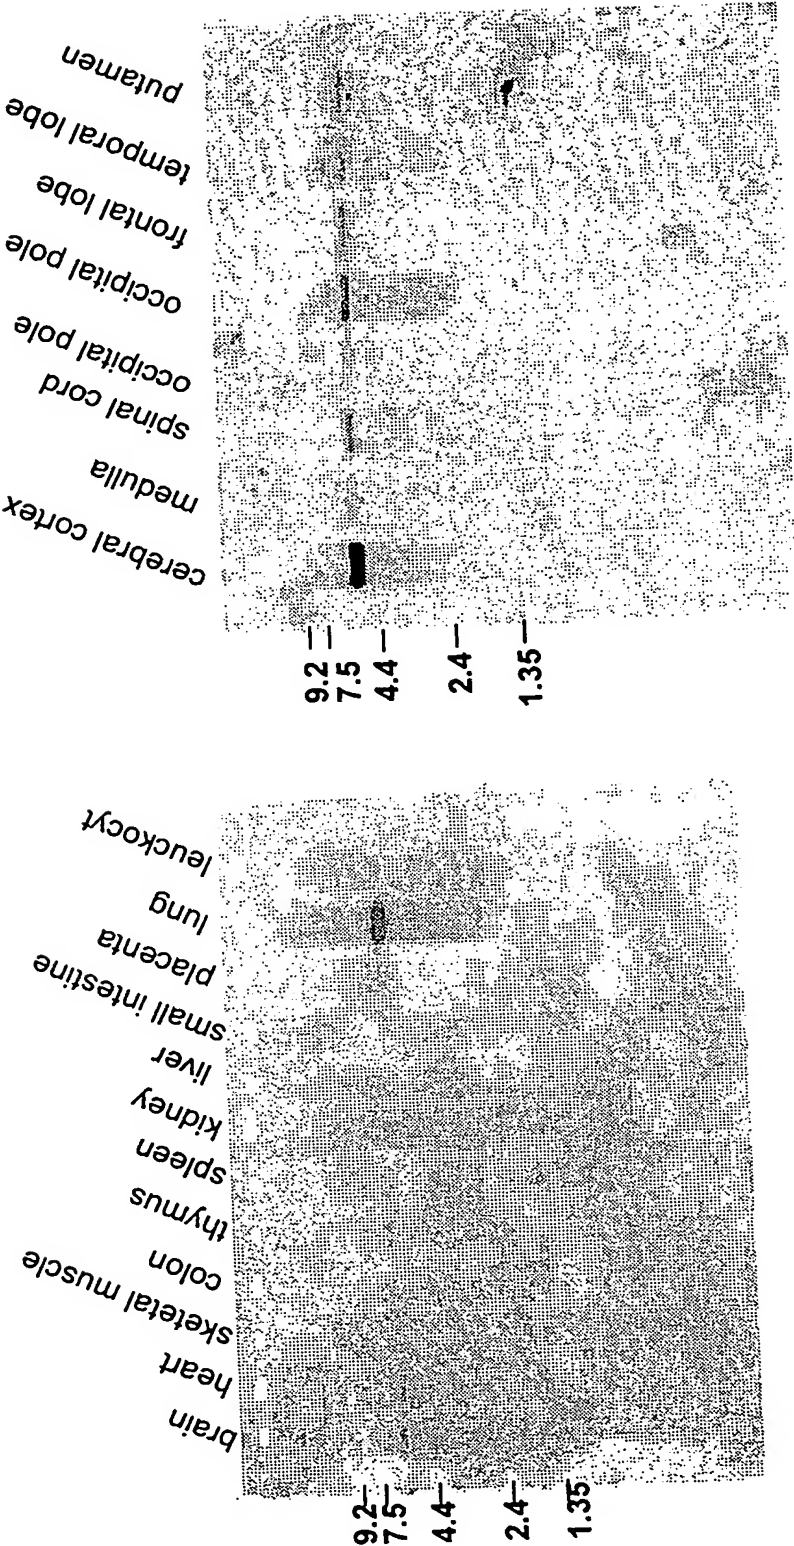 brain
heart
sketetal muscle
colon
thymus
spleen
kidney
liver
small intestine
placenta
lung
leuckocyt
9.2
7.5
4.4
2.4
1.35
cerebral cortex
medulla
spinal cord
occipital pole
occipital pole
frontal lobe
temporal lobe
putamen
9.2
7.5
4.4
2.4
1.35